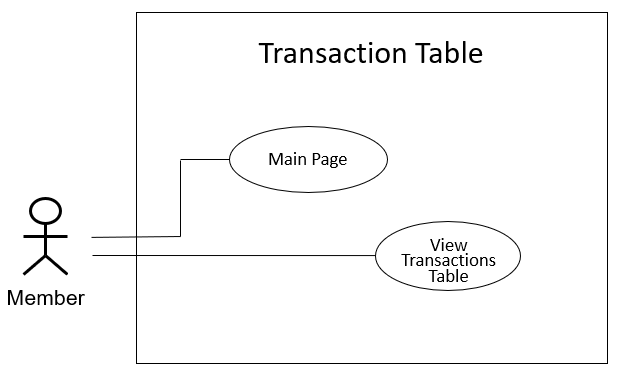 Transaction Table
Main Page
View
Transactions
Table
Member